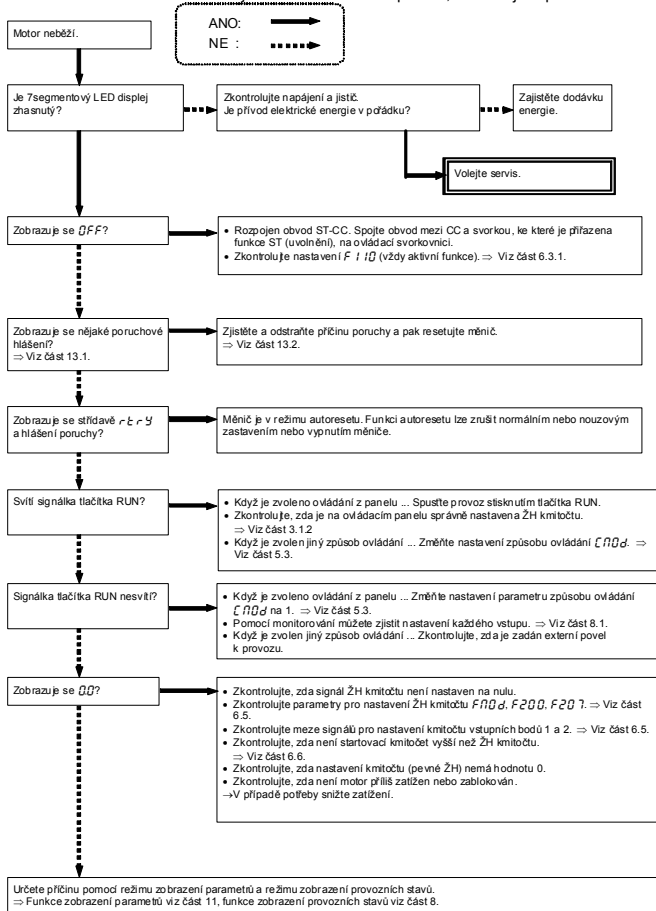 ANO:
NE :
Motor neběží.
Je 7segmentový LED displej
zhasnutý?
Zkontrolujte napájení a jistič.
Je přívod elektrické energie v pořádku?
Zajistěte dodávku
energie.
Volejte servis.
Zobrazuje se OFF?
• Rozpojen obvod ST-CC. Spojte obvod mezi CC a svorkou, ke které je přiřazena
funkce ST (uvolnění), na ovládací svorkovnici.
• Zkontrolujte nastavení F110 (vždy aktivní funkce). ⇒ Viz část 6.3.1.
Zobrazuje se nějaké poruchové
hlášení?
⇒ Viz část 13.1.
Zjistěte a odstraňte příčinu poruchy a pak resetujte měnič.
⇒ Viz část 13.2.
Zobrazuje se střídavě rtrY
a hlášení poruchy?
Měnič je v režimu autoresetu. Funkci autoresetu lze zrušit normálním nebo nouzovým
zastavením nebo vypnutím měniče.
Svítí signálka tlačítka RUN?
• Když je zvoleno ovládání z panelu ... Spusťte provoz stisknutím tlačítka RUN.
• Zkontrolujte, zda je na ovládacím panelu správně nastavena ŽH kmitočtu.
⇒ Viz část 3.1.2
• Když je zvolen jiný způsob ovládání ... Změňte nastavení způsobu ovládání CMOd. ⇒
Viz část 5.3.
Signálka tlačítka RUN nesvítí?
• Když je zvoleno ovládání z panelu ... Změňte nastavení parametru způsobu ovládání
CMOd na 1. ⇒ Viz část 5.3.
• Pomocí monitorování můžete zjistit nastavení každého vstupu. ⇒ Viz část 8.1.
• Když je zvolen jiný způsob ovládání ... Zkontrolujte, zda je zadán externí povel
k provozu.
Zobrazuje se 0.0?
• Zkontrolujte, zda signál ŽH kmitočtu není nastaven na nulu.
• Zkontrolujte parametry pro nastavení ŽH kmitočtu FMOd, F200, F207. ⇒ Viz část
6.5.
• Zkontrolujte meze signálů pro nastavení kmitočtu vstupních bodů 1 a 2. ⇒ Viz část 6.5.
• Zkontrolujte, zda není startovací kmitočet vyšší než ŽH kmitočtu.
⇒ Viz část 6.6.
• Zkontrolujte, zda nastavení kmitočtu (pevné ŽH) nemá hodnotu 0.
• Zkontrolujte, zda není motor příliš zatížen nebo zablokován.
→V případě potřeby snižte zatížení.
Určete příčinu pomocí režimu zobrazení parametrů a režimu zobrazení provozních stavů.
⇒ Funkce zobrazení parametrů viz část 11, funkce zobrazení provozních stavů viz část 8.